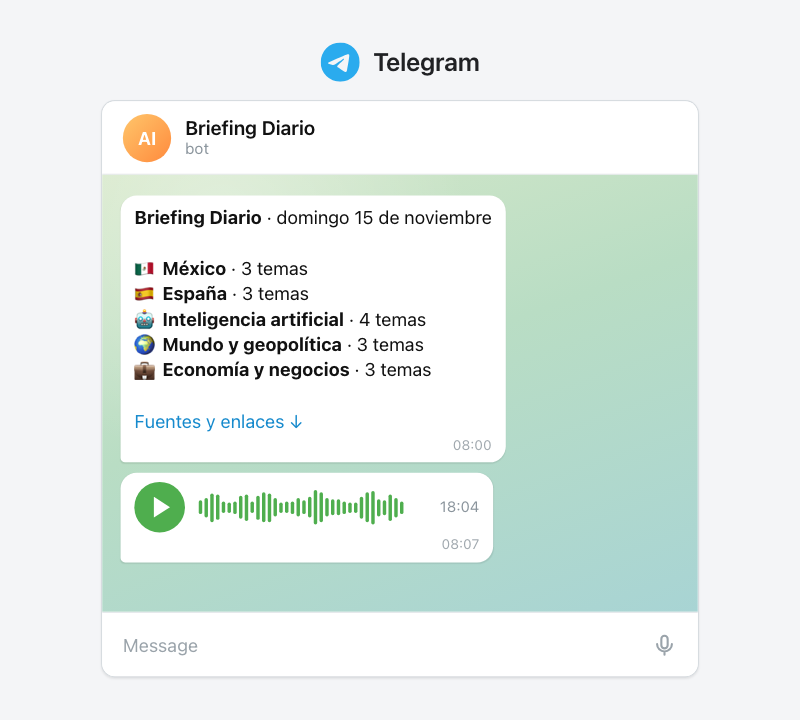 Telegram
AI
Briefing Diario
bot
Briefing Diario · domingo 15 de noviembre
🇲🇽 México · 3 temas
🇪🇸 España · 3 temas
🤖 Inteligencia artificial · 4 temas
🌍 Mundo y geopolítica · 3 temas
💼 Economía y negocios · 3 temas
Fuentes y enlaces ↓
08:00
18:04
08:07
Message